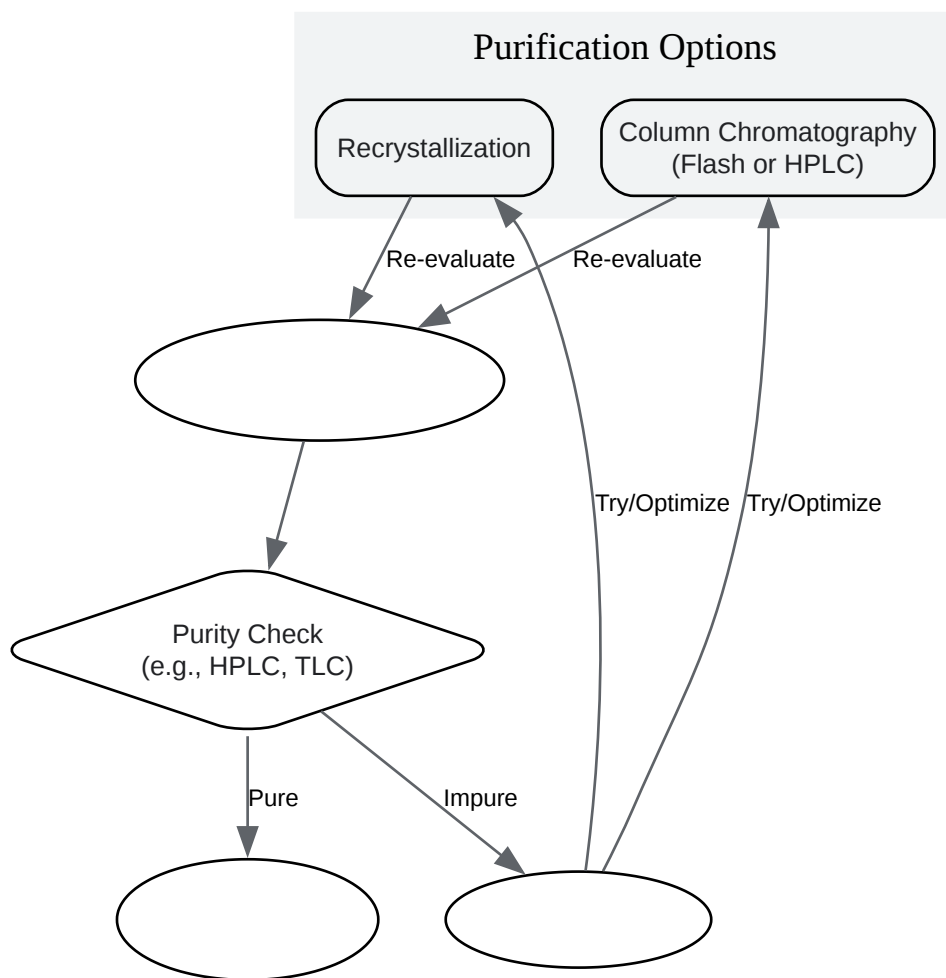 Purification Options
Recrystallization
Column Chromatography
(Flash or HPLC)
Re-evaluate
Re-evaluate
Try/Optimize
Try/Optimize
Purity Check
(e.g., HPLC, TLC)
Pure
Impure